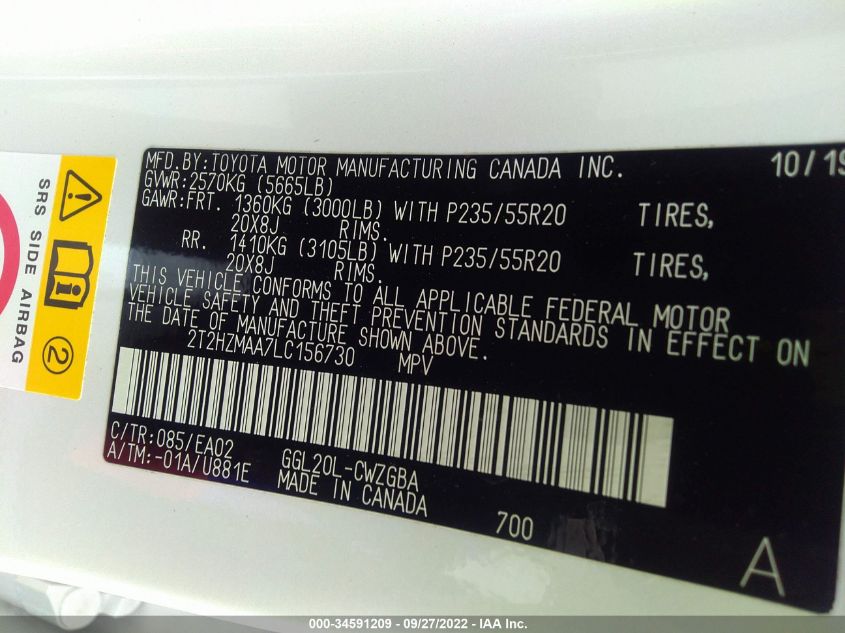 MFD.BY:TOYOTA MOTOR MANUFACTURING CANADA INC. 10/19
GVWR:2570KG (5665LB)
GAWR:FRT. 1360KG (3000LB) WITH P235/55R20 TIRES,
20X8J RIMS.
RR. 1410KG (3105LB) WITH P235/55R20 TIRES,
20X8J RIMS.
THIS VEHICLE CONFORMS TO ALL APPLICABLE FEDERAL MOTOR
VEHICLE SAFETY AND THEFT PREVENTION STANDARDS IN EFFECT ON
THE DATE OF MANUFACTURE SHOWN ABOVE.
2T2HZMAA7LC156730 MPV
C/TR:085/EA02
A/TM:-01A/U881E GGL20L-CWZGBA
MADE IN CANADA
700
A
SRS SIDE AIRBAG
2
000-34591209 - 09/27/2022 - IAA Inc.